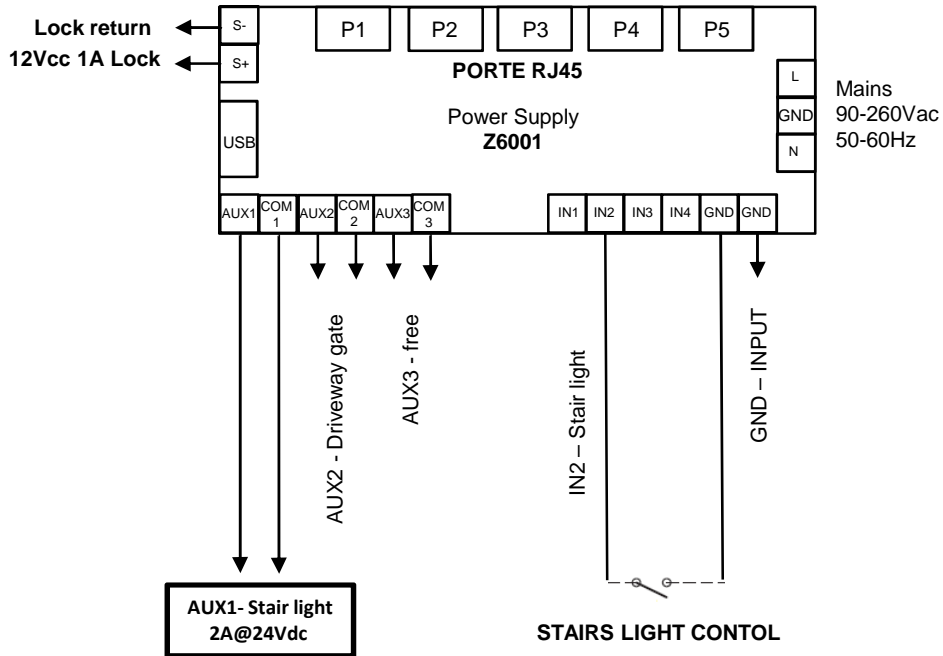 Lock return
12Vcc 1A Lock
S-
S+
USB
P1
P2
P3
P4
P5
PORTE RJ45
Power Supply
Z6001
L
GND
N
Mains
90-260Vac
50-60Hz
AUX1
COM
1
AUX2
COM
2
AUX3
COM
3
IN1
IN2
IN3
IN4
GND
GND
AUX2 - Driveway gate
AUX3 - free
IN2 – Stair light
GND – INPUT
AUX1- Stair light
2A@24Vdc
STAIRS LIGHT CONTOL